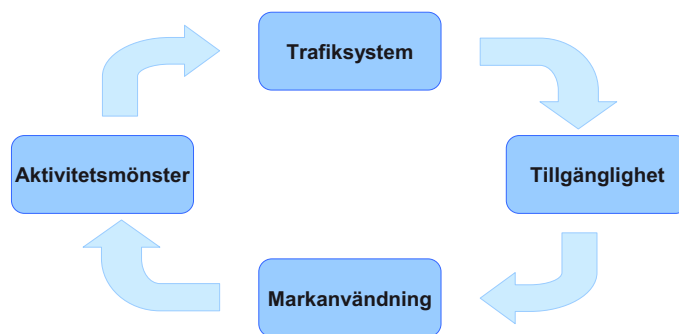 Trafiksystem
Aktivitetsmönster
Tillgänglighet
Markanvändning